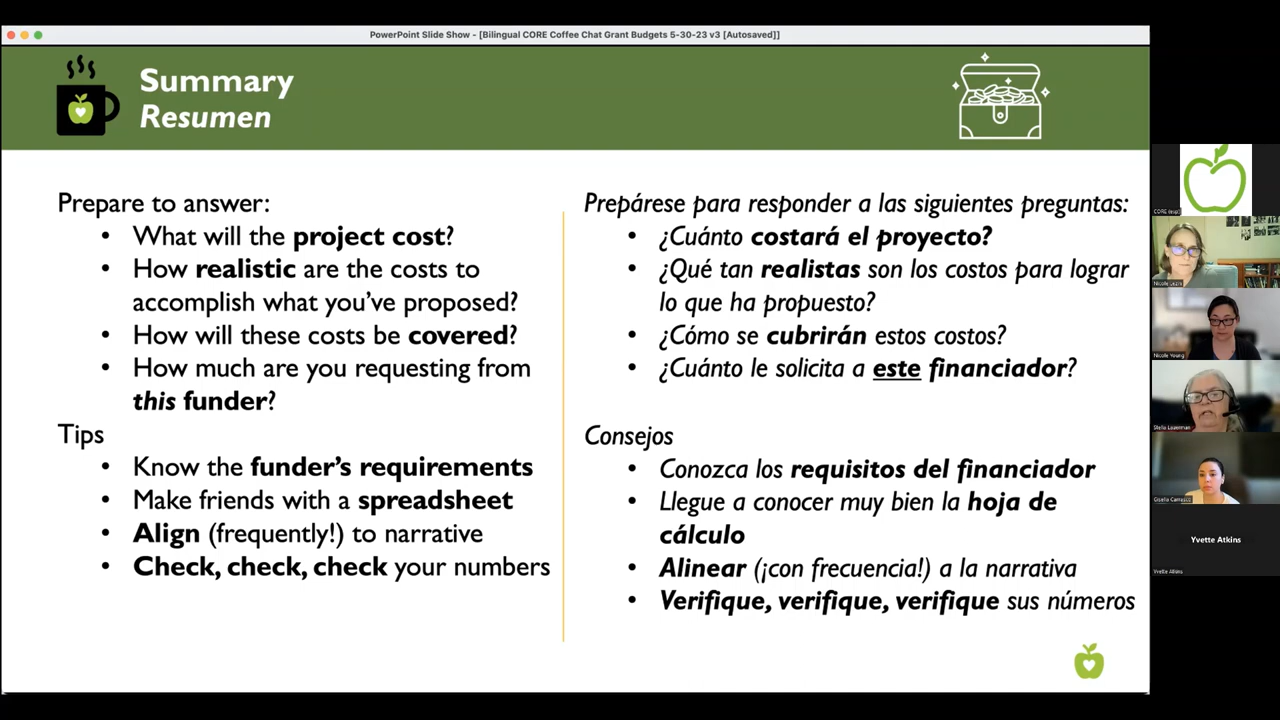 PowerPoint Slide Show - [Bilingual CORE Coffee Chat Grant Budgets 5-30-23 v3 [Autosaved]]
Summary
Resumen
Prepare to answer:
• What will the project cost?
• How realistic are the costs to
accomplish what you've proposed?
• How will these costs be covered?
• How much are you requesting from
this funder?
Tips
• Know the funder's requirements
• Make friends with a spreadsheet
• Align (frequently!) to narrative
• Check, check, check your numbers
Prepárese para responder a las siguientes preguntas:
• ¿Cuánto costará el proyecto?
• ¿Qué tan realistas son los costos para lograr
lo que ha propuesto?
• ¿Cómo se cubrirán estos costos?
• ¿Cuánto le solicita a este financiador?
Consejos
• Conozca los requisitos del financiador
• Llegue a conocer muy bien la hoja de
cálculo
• Alinear (¡con frecuencia!) a la narrativa
• Verifique, verifique, verifique sus números
Nicole Young
Yvette Atkins
Yvette Atkins